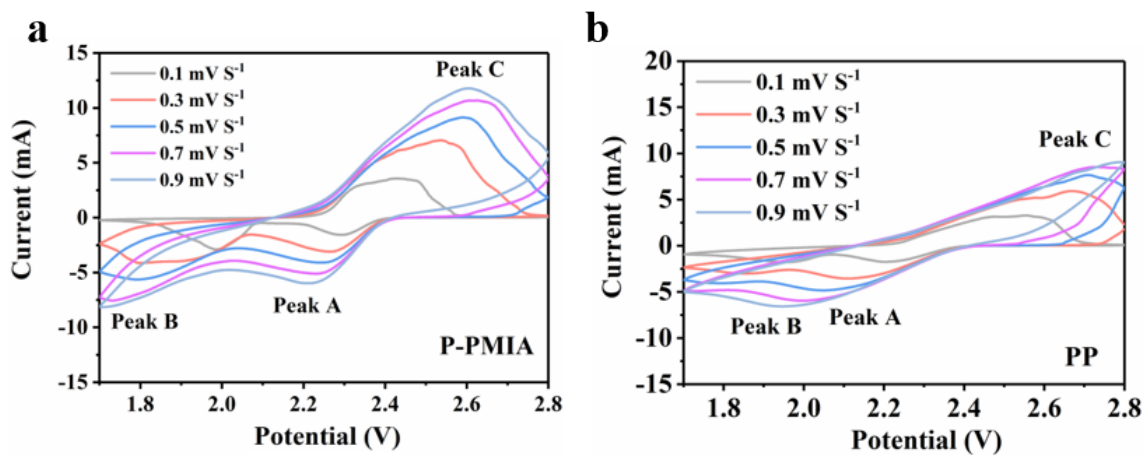 a
Current (mA)
15
10
5
0
-5
-10
-15
0.1 mV S-1
0.3 mV S-1
0.5 mV S-1
0.7 mV S-1
0.9 mV S-1
Peak C
Peak B
Peak A
P-PMIA
1.8 2.0 2.2 2.4 2.6 2.8
Potential (V)
b
Current (mA)
20
15
10
5
0
-5
-10
-15
0.1 mV S-1
0.3 mV S-1
0.5 mV S-1
0.7 mV S-1
0.9 mV S-1
Peak C
Peak B
Peak A
PP
1.8 2.0 2.2 2.4 2.6 2.8
Potential (V)